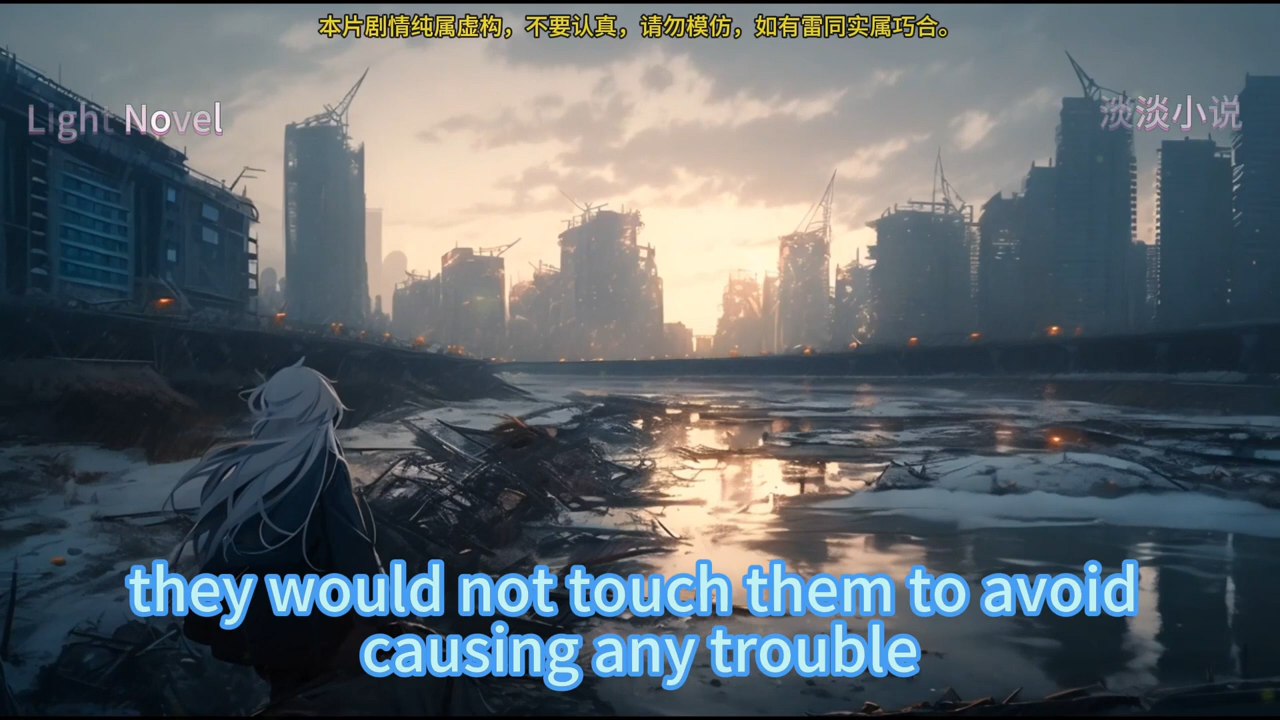 本片剧情纯属虚构，不要认真，请勿模仿，如有雷同实属巧合。
Light Novel
淡淡小说
they would not touch them to avoid
causing any trouble